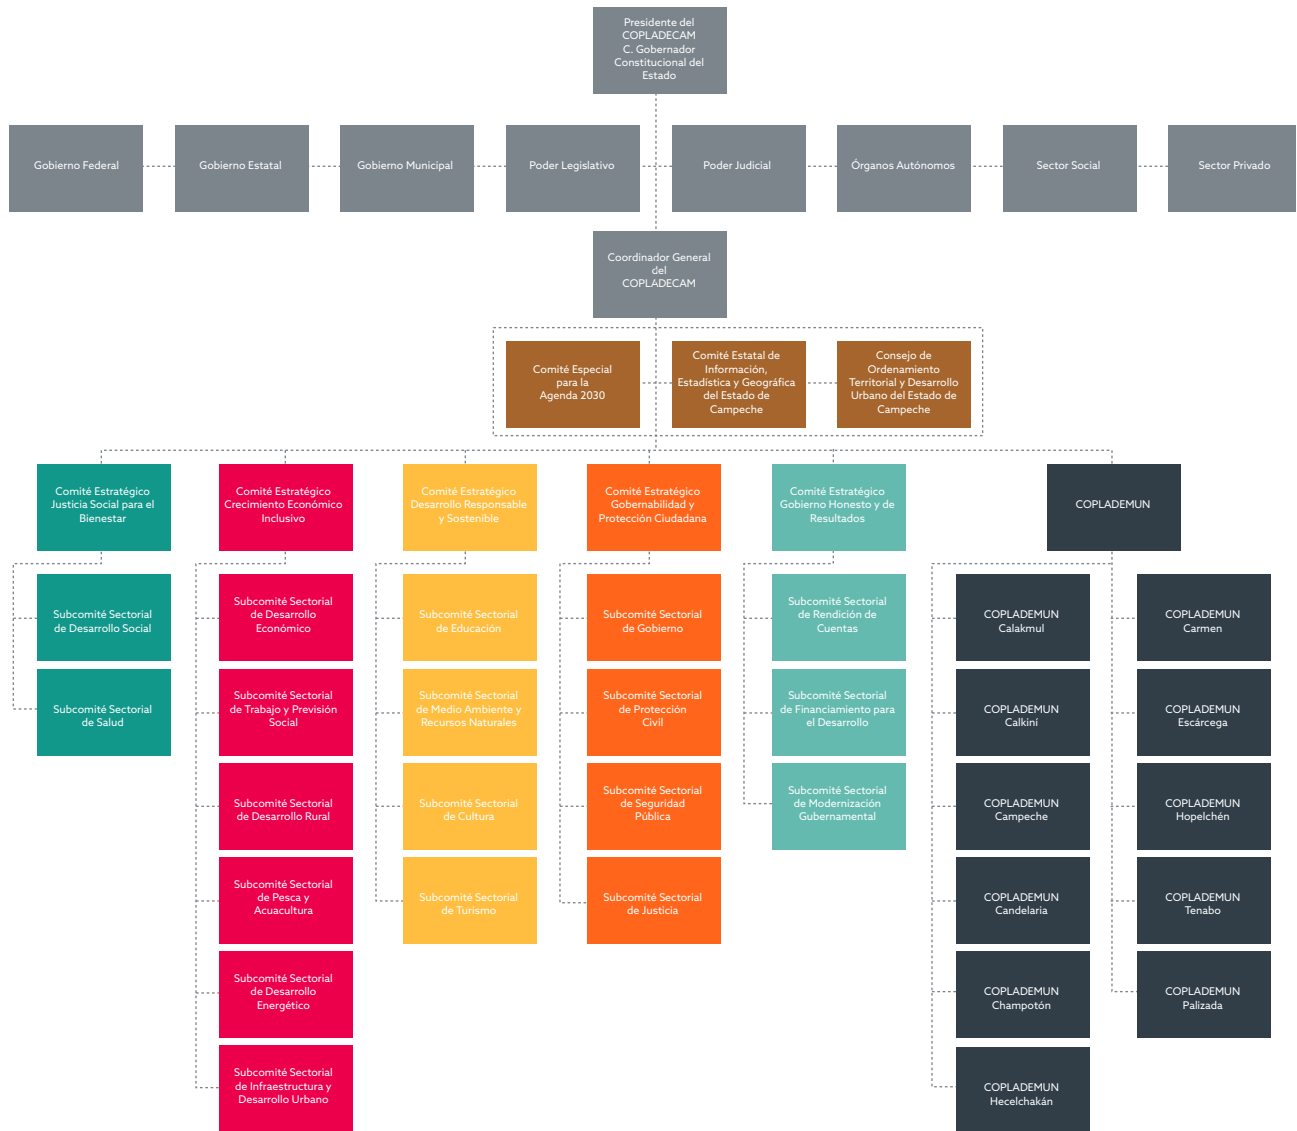 Presidente del
COPLADECAM
C. Gobernador
Constitucional del
Estado
Gobierno Federal
Gobierno Estatal
Gobierno Municipal
Poder Legislativo
Poder Judicial
Órganos Autónomos
Sector Social
Sector Privado
Coordinador General
del
COPLADECAM
Comité Especial
para la
Agenda 2030
Comité Estatal de
Información,
Estadística y Geográfica
del Estado de
Campeche
Consejo de
Ordenamiento
Territorial y Desarrollo
Urbano del Estado de
Campeche
Comité Estratégico
Justicia Social para el
Bienestar
Comité Estratégico
Crecimiento Económico
Inclusivo
Comité Estratégico
Desarrollo Responsable
y Sostenible
Comité Estratégico
Gobernabilidad y
Protección Ciudadana
Comité Estratégico
Gobierno Honesto y de
Resultados
COPLADEMUN
Subcomité Sectorial
de Desarrollo Social
Subcomité Sectorial
de Salud
Subcomité Sectorial
de Desarrollo
Económico
Subcomité Sectorial
de Trabajo y Previsión
Social
Subcomité Sectorial
de Desarrollo Rural
Subcomité Sectorial
de Pesca y
Acuacultura
Subcomité Sectorial
de Desarrollo
Energético
Subcomité Sectorial
de Infraestructura y
Desarrollo Urbano
Subcomité Sectorial
de Educación
Subcomité Sectorial
de Medio Ambiente y
Recursos Naturales
Subcomité Sectorial
de Cultura
Subcomité Sectorial
de Turismo
Subcomité Sectorial
de Gobierno
Subcomité Sectorial
de Protección
Civil
Subcomité Sectorial
de Seguridad
Pública
Subcomité Sectorial
de Justicia
Subcomité Sectorial
de Rendición de
Cuentas
Subcomité Sectorial
de Financiamiento para
el Desarrollo
Subcomité Sectorial
de Modernización
Gubernamental
COPLADEMUN
Calakmul
COPLADEMUN
Calkiní
COPLADEMUN
Campeche
COPLADEMUN
Candelaria
COPLADEMUN
Champotón
COPLADEMUN
Hecelchakán
COPLADEMUN
Carmen
COPLADEMUN
Escárcega
COPLADEMUN
Hopelchén
COPLADEMUN
Tenabo
COPLADEMUN
Palizada